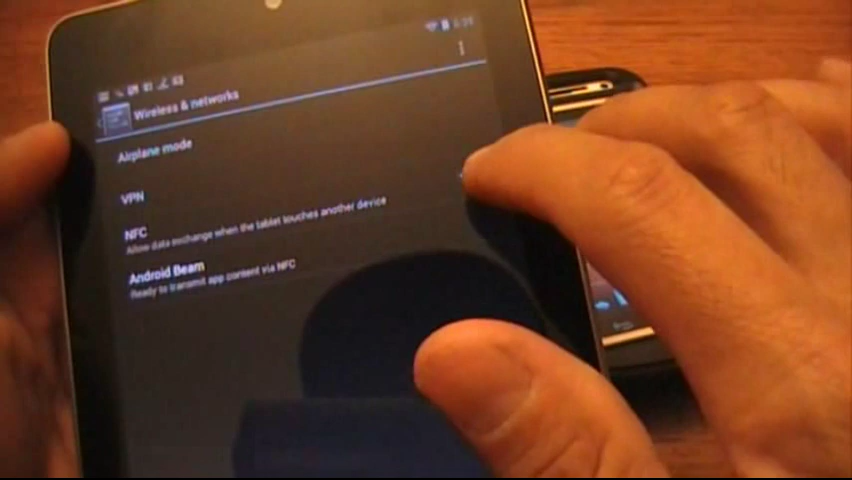 Wireless & networks
Airplane mode
VPN
NFC
Allow data exchange when the tablet touches another device
Android Beam
Ready to transmit app content via NFC